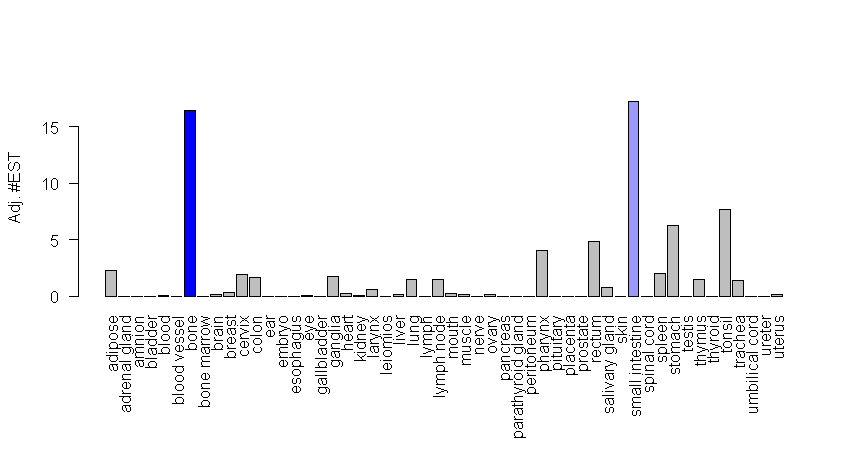 Adj. #EST
15
10
5
0
adipose
adrenal gland
amnion
bladder
blood
blood vessel
bone
bone marrow
brain
breast
cervix
colon
ear
embryo
esophagus
eye
gallbladder
ganglia
heart
kidney
larynx
leiomios
liver
lung
lymph
lymph node
mouth
muscle
nerve
ovary
pancreas
parathyroid gland
peritoneum
pharynx
pituitary
placenta
prostate
rectum
salivary gland
skin
small intestine
spinal cord
spleen
stomach
testis
thymus
thyroid
tonsil
trachea
umbilical cord
ureter
uterus